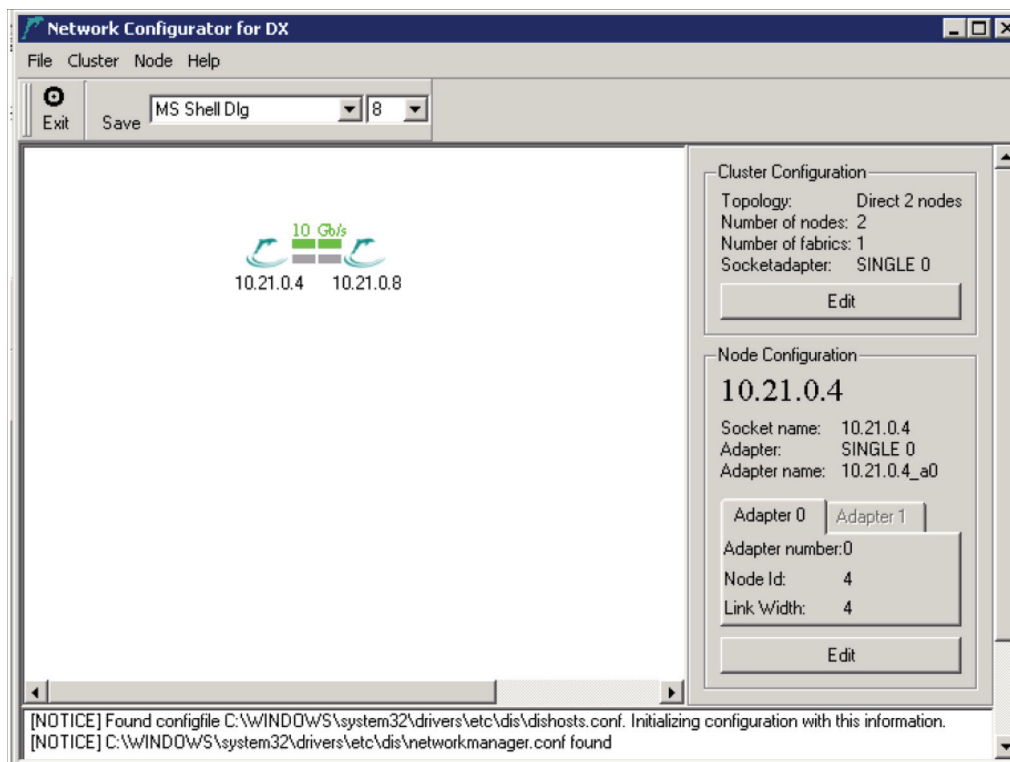 Network Configurator for DX
File Cluster Node Help
Exit Save MS Shell Dlg 8
10 Gb/s
10.21.0.4 10.21.0.8
Cluster Configuration
Topology: Direct 2 nodes
Number of nodes: 2
Number of fabrics: 1
Socketadapter: SINGLE 0
Edit
Node Configuration
10.21.0.4
Socket name: 10.21.0.4
Adapter: SINGLE 0
Adapter name: 10.21.0.4_a0
Adapter 0 Adapter 1
Adapter number:0
Node Id: 4
Link Width: 4
Edit
[NOTICE] Found configfile C:\WINDOWS\system32\drivers\etc\dis\dishosts.conf. Initializing configuration with this information.
[NOTICE] C:\WINDOWS\system32\drivers\etc\dis\networkmanager.conf found